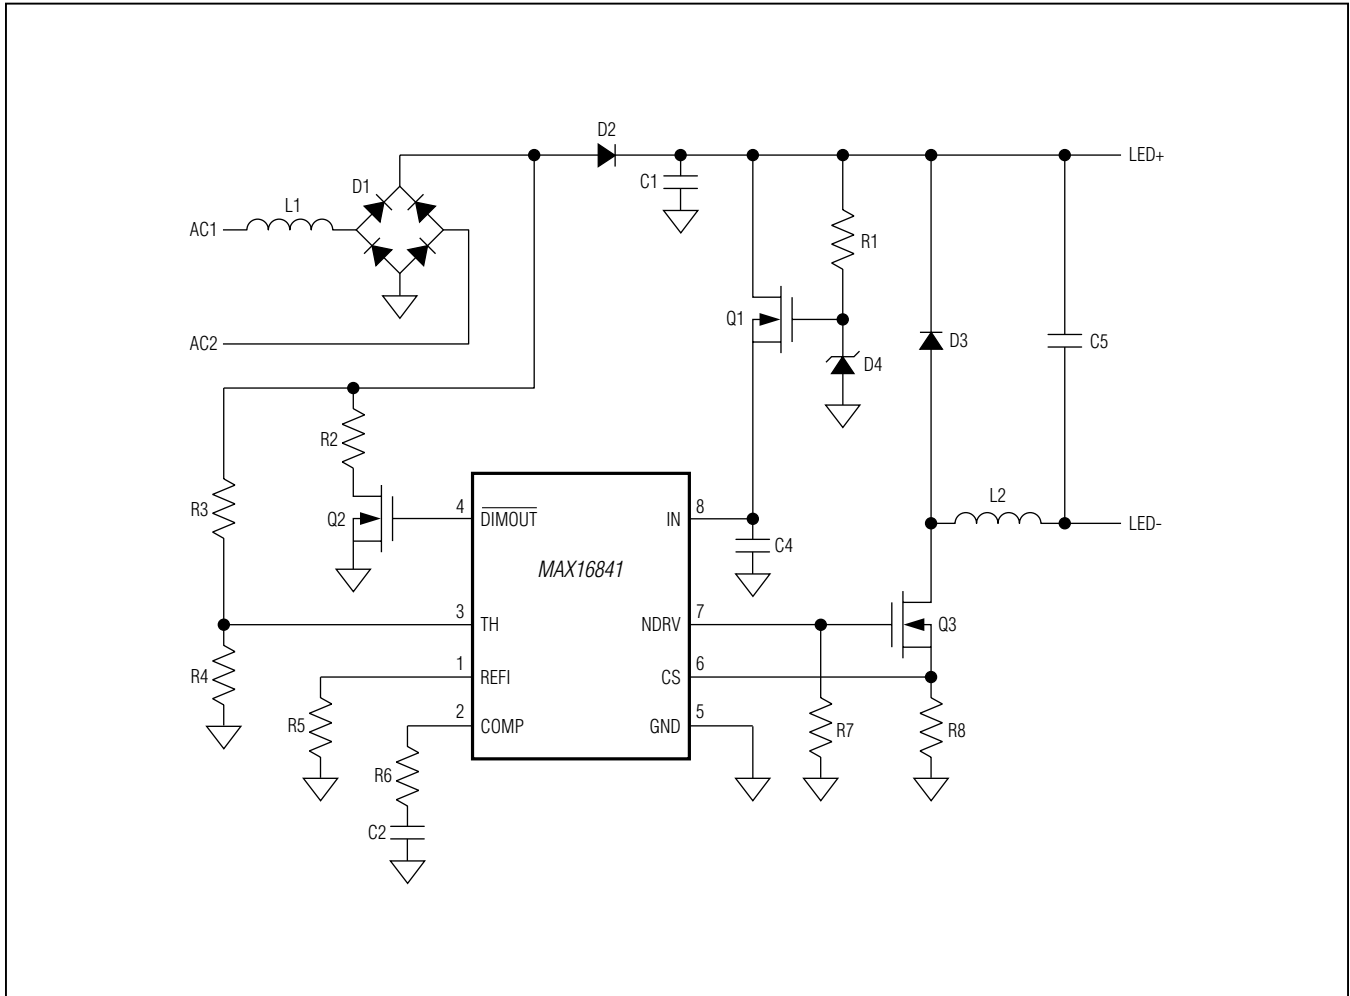 D2
LED+
C1
D1
L1
AC1
R1
Q1
AC2
D3
C5
D4
R2
L2
R3
Q2
4
DIMOUT
IN
8
LED-
C4
MAX16841
3
TH
NDRV
7
Q3
R4
1
REFI
CS
6
R5
2
COMP
GND
5
R7
R8
R6
C2